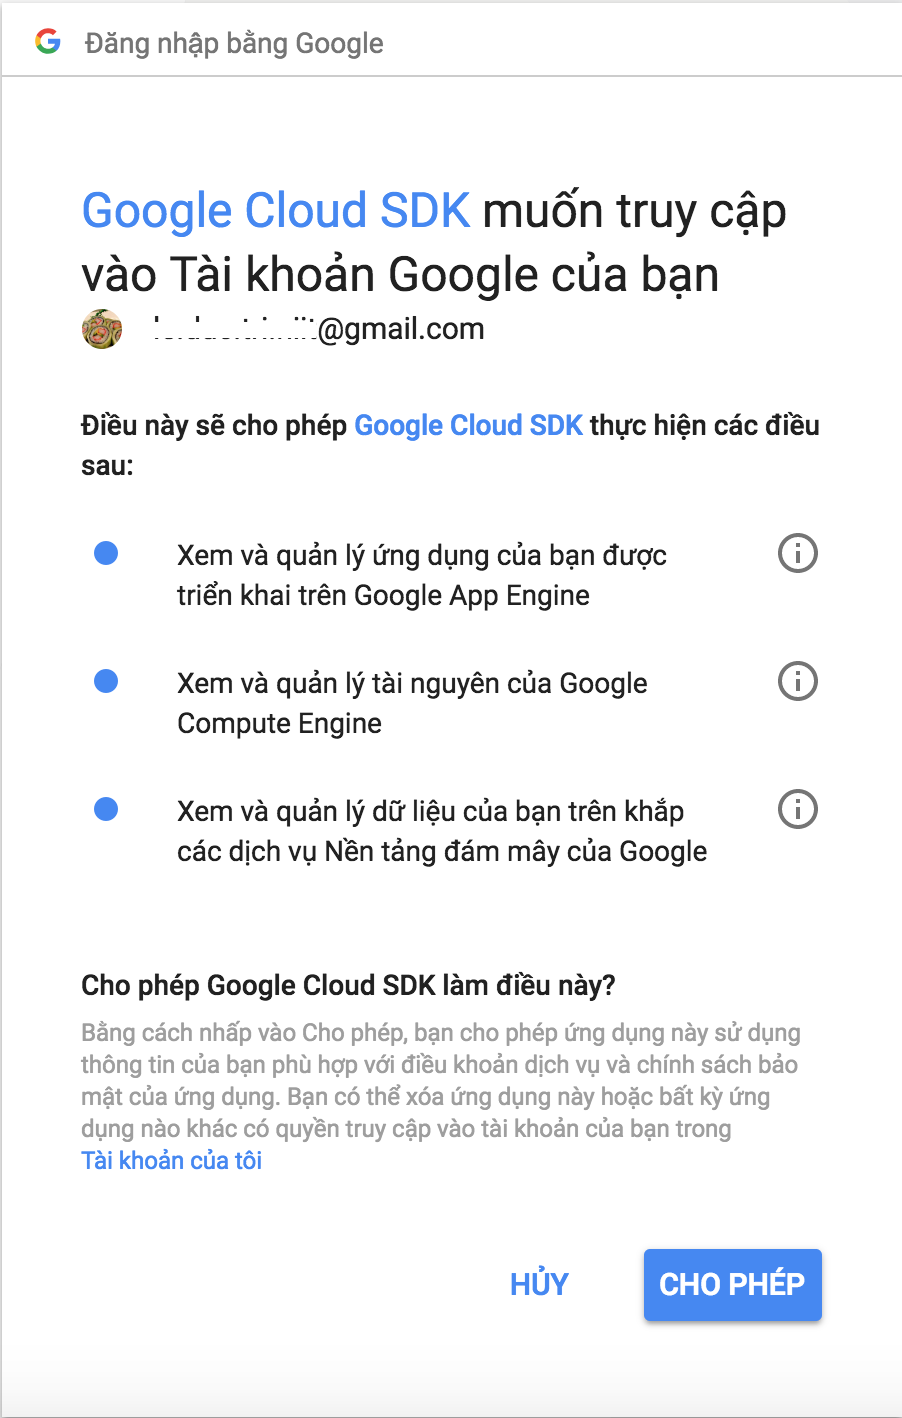 Đăng nhập bằng Google
Google Cloud SDK muốn truy cập
vào Tài khoản Google của bạn
@gmail.com
Điều này sẽ cho phép Google Cloud SDK thực hiện các điều
sau:
Xem và quản lý ứng dụng của bạn được
triển khai trên Google App Engine
Xem và quản lý tài nguyên của Google
Compute Engine
Xem và quản lý dữ liệu của bạn trên khắp
các dịch vụ Nền tảng đám mây của Google
Cho phép Google Cloud SDK làm điều này?
Bằng cách nhấp vào Cho phép, bạn cho phép ứng dụng này sử dụng
thông tin của bạn phù hợp với điều khoản dịch vụ và chính sách bảo
mật của ứng dụng. Bạn có thể xóa ứng dụng này hoặc bất kỳ ứng
dụng nào khác có quyền truy cập vào tài khoản của bạn trong
Tài khoản của tôi
HỦY CHO PHÉP